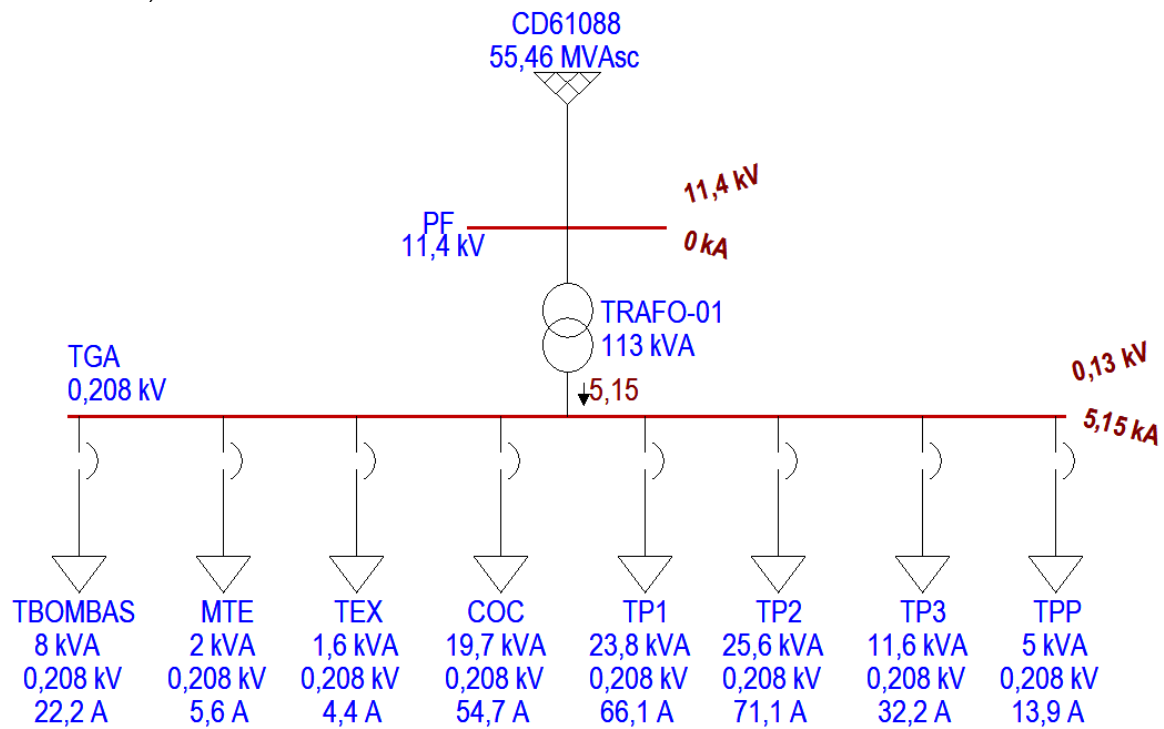 CD61088
55,46 MVAsc
11,4 kV
PF
11,4 kV
0 kA
TRAFO-01
113 kVA
TGA
0,208 kV
0,13 kV
5,15
5,15 kA
TBOMBAS
8 kVA
0,208 kV
22,2 A
MTE
2 kVA
0,208 kV
5,6 A
TEX
1,6 kVA
0,208 kV
4,4 A
COC
19,7 kVA
0,208 kV
54,7 A
TP1
23,8 kVA
0,208 kV
66,1 A
TP2
25,6 kVA
0,208 kV
71,1 A
TP3
11,6 kVA
0,208 kV
32,2 A
TPP
5 kVA
0,208 kV
13,9 A